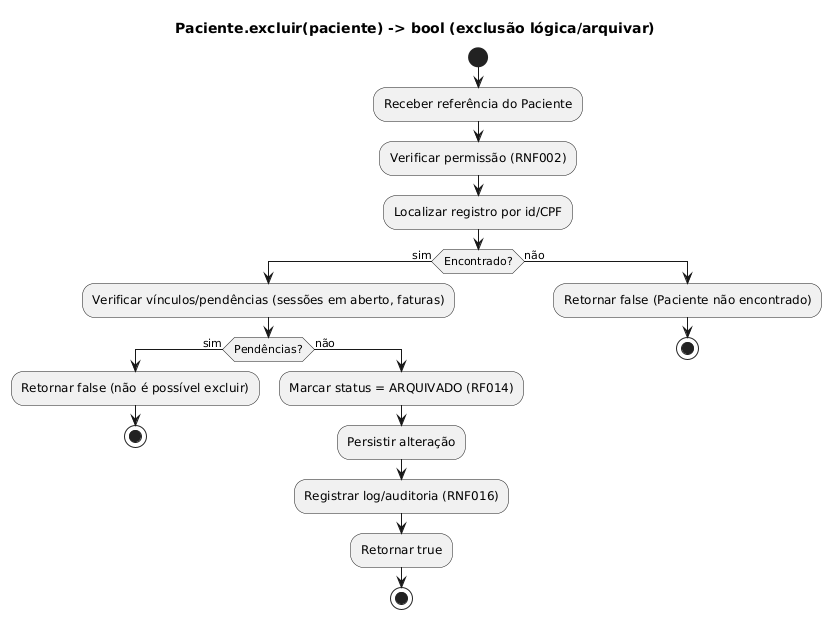 Paciente.excluir(paciente) -> bool (exclusão lógica/arquivar)
Receber referência do Paciente
Verificar permissão (RNF002)
Localizar registro por id/CPF
sim
Encontrado?
não
Verificar vínculos/pendências (sessões em aberto, faturas)
Retornar false (Paciente não encontrado)
sim
Pendências?
não
Retornar false (não é possível excluir)
Marcar status = ARQUIVADO (RF014)
Persistir alteração
Registrar log/auditoria (RNF016)
Retornar true